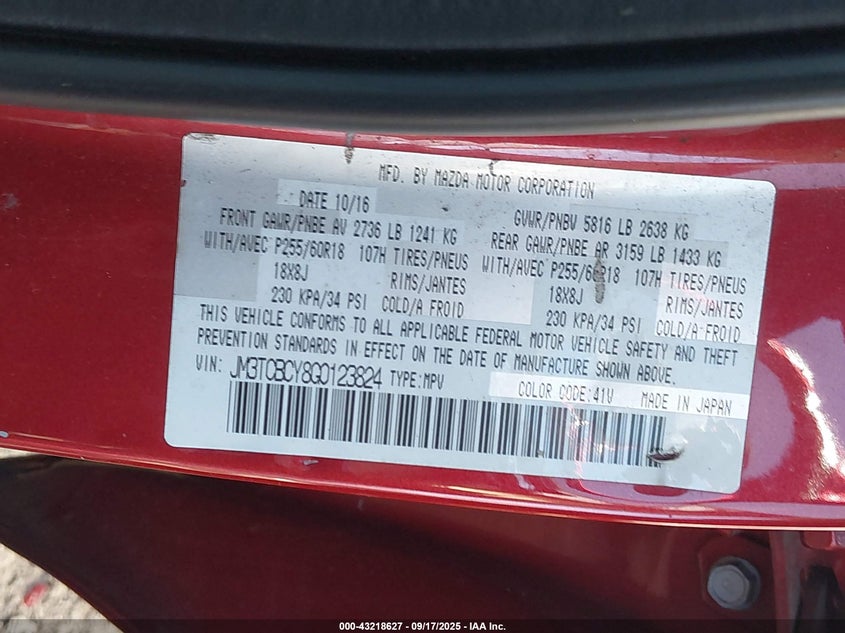 MFD. BY MAZDA MOTOR CORPORATION
DATE 10/16
GVWR/PNBV 5816 LB 2638 KG
FRONT GAWR/PNBE AV 2736 LB 1241 KG
REAR GAWR/PNBE AR 3159 LB 1433 KG
WITH/AVEC P255/60R18 107H TIRES/PNEUS
WITH/AVEC P255/60R18 107H TIRES/PNEUS
18X8J RIMS/JANTES
18X8J RIMS/JANTES
230 KPA/34 PSI COLD/A FROID
230 KPA/34 PSI COLD/A FROID
THIS VEHICLE CONFORMS TO ALL APPLICABLE FEDERAL MOTOR VEHICLE SAFETY AND THEFT
PREVENTION STANDARDS IN EFFECT ON THE DATE OF MANUFACTURE SHOWN ABOVE.
VIN: JM3TCBCY8G0123824 TYPE:MPV
COLOR CODE:41V MADE IN JAPAN
000-43218627 - 09/17/2025 - IAA Inc.